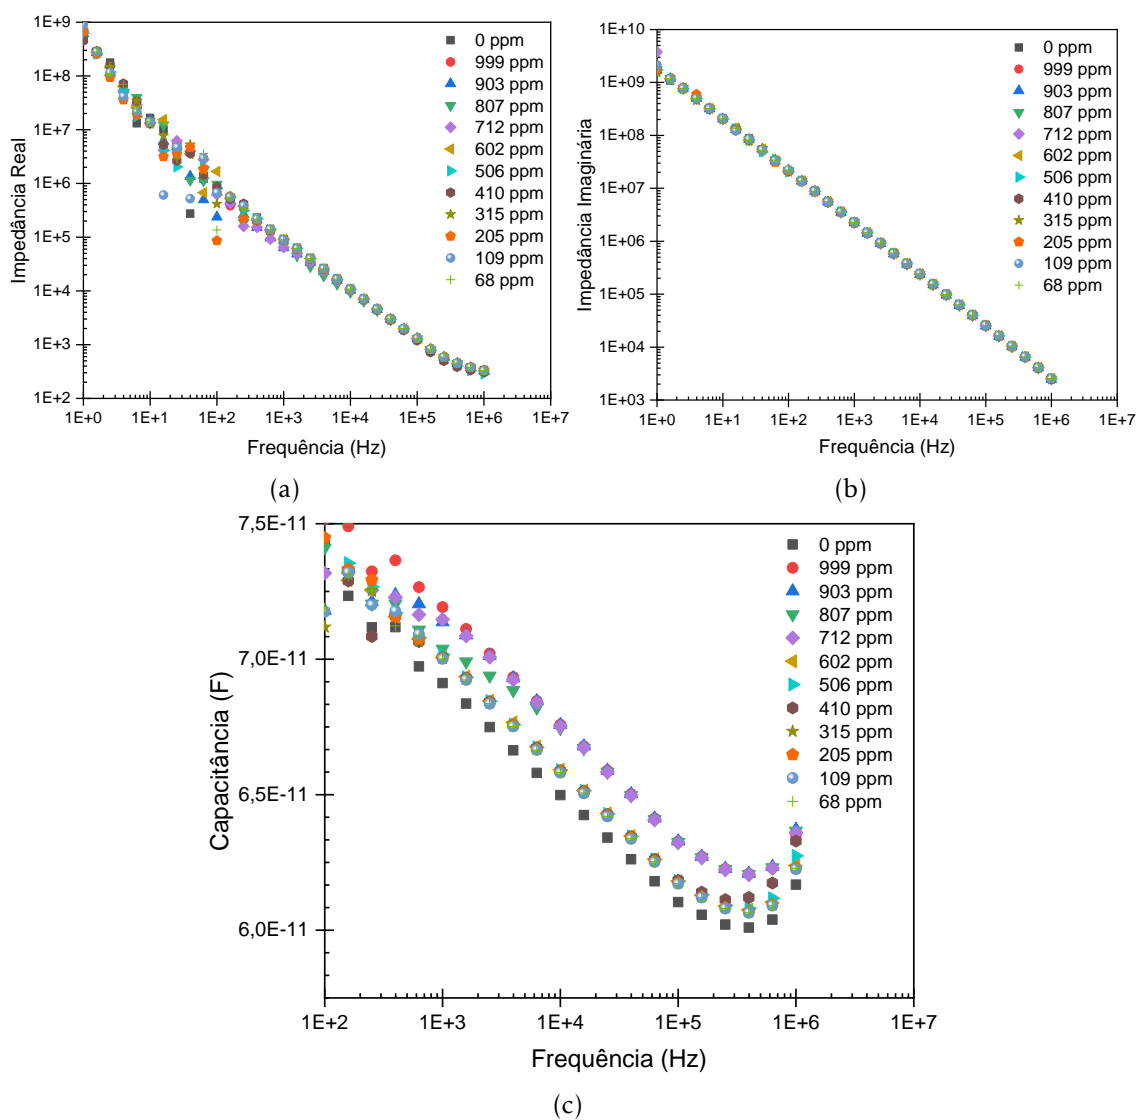 1E+9
1E+8
1E+7
1E+6
1E+5
1E+4
1E+3
1E+2
Impedância Real
1E+0 1E+1 1E+2 1E+3 1E+4 1E+5 1E+6 1E+7
Frequência (Hz)
0 ppm
999 ppm
903 ppm
807 ppm
712 ppm
602 ppm
506 ppm
410 ppm
315 ppm
205 ppm
109 ppm
68 ppm
(a)
1E+10
1E+9
1E+8
1E+7
1E+6
1E+5
1E+4
1E+3
Impedância Imaginária
1E+0 1E+1 1E+2 1E+3 1E+4 1E+5 1E+6 1E+7
Frequência (Hz)
0 ppm
999 ppm
903 ppm
807 ppm
712 ppm
602 ppm
506 ppm
410 ppm
315 ppm
205 ppm
109 ppm
68 ppm
(b)
7,5E-11
7,0E-11
6,5E-11
6,0E-11
Capacitância (F)
1E+2 1E+3 1E+4 1E+5 1E+6 1E+7
Frequência (Hz)
0 ppm
999 ppm
903 ppm
807 ppm
712 ppm
602 ppm
506 ppm
410 ppm
315 ppm
205 ppm
109 ppm
68 ppm
(c)